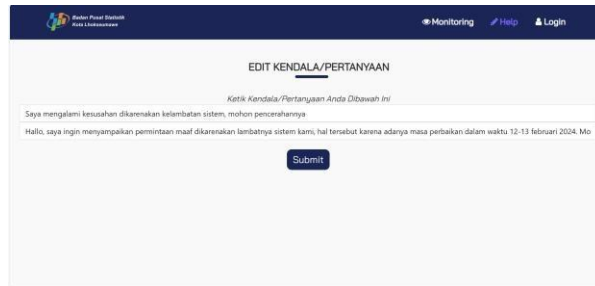 Badan Pusat Statistik
Kota Lhokseumawe
Monitoring Help Login
EDIT KENDALA/PERTANYAAN
Ketik Kendala/Pertanyaan Anda Dibawah Ini
Saya mengalami kesusahan dikarenakan kelambatan sistem, mohon pencerahannya
Hallo, saya ingin menyampaikan permintaan maaf dikarenakan lambatnya sistem kami, hal tersebut karena adanya masa perbaikan dalam waktu 12-13 februari 2024. Mo
Submit